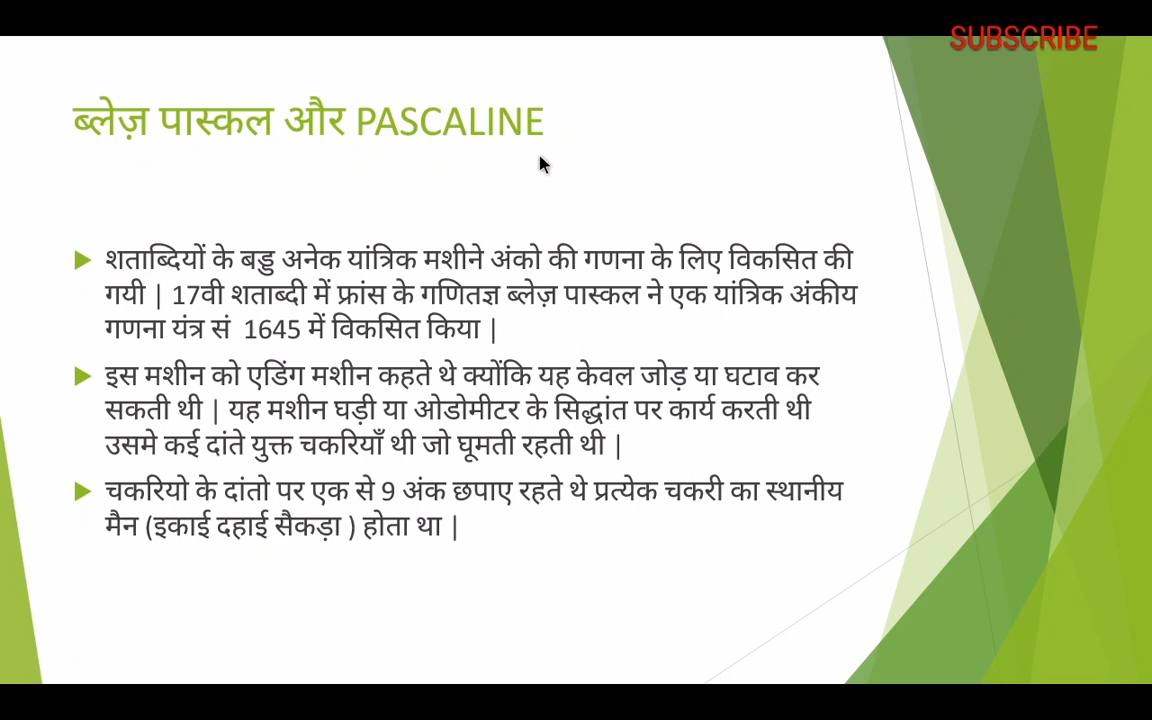 SUBSCRIBE
ब्लेज़ पास्कल और PASCALINE
शताब्दियों के बड्ड अनेक यांत्रिक मशीने अंको की गणना के लिए विकसित की
गयी | 17वी शताब्दी में फ्रांस के गणितज्ञ ब्लेज़ पास्कल ने एक यांत्रिक अंकीय
गणना यंत्र सं 1645 में विकसित किया |
इस मशीन को एडिंग मशीन कहते थे क्योंकि यह केवल जोड़ या घटाव कर
सकती थी | यह मशीन घड़ी या ओडोमीटर के सिद्धांत पर कार्य करती थी
उसमे कई दांते युक्त चकरियाँ थी जो घूमती रहती थी |
चकरियो के दांतो पर एक से 9 अंक छपाए रहते थे प्रत्येक चकरी का स्थानीय
मैन (इकाई दहाई सैकड़ा ) होता था |